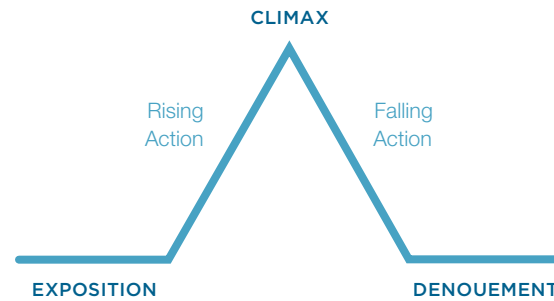 CLIMAX
Rising
Action
Falling
Action
EXPOSITION
DENOUEMENT